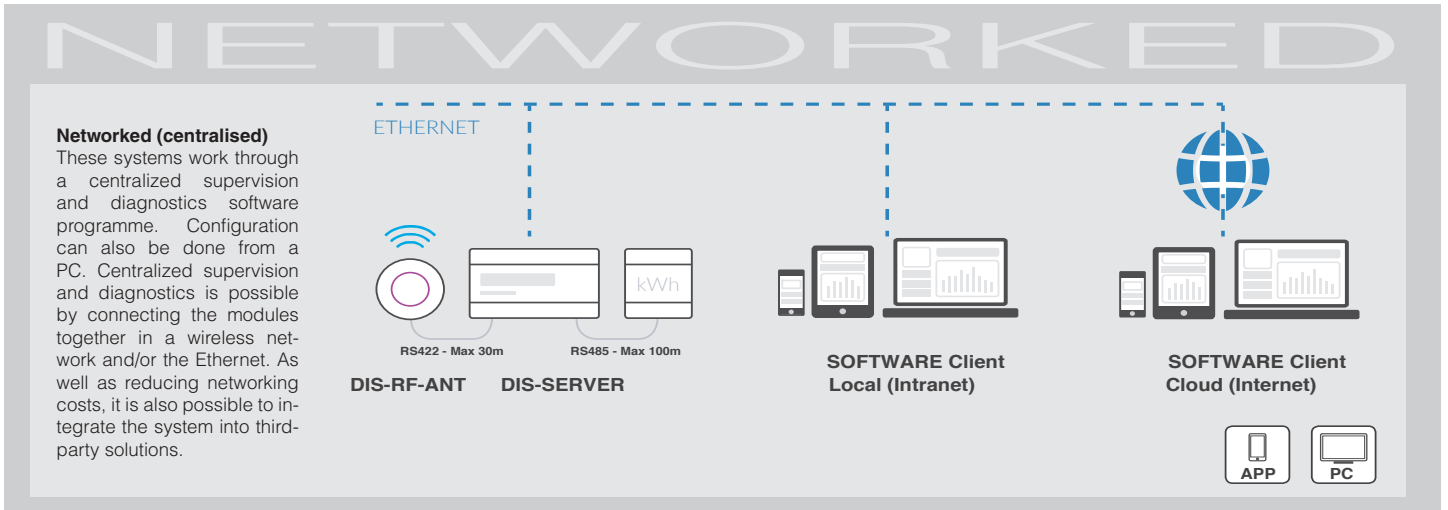 NETWORKED
Networked (centralised)
These systems work through
a centralized supervision
and diagnostics software
programme. Configuration
can also be done from a
PC. Centralized supervision
and diagnostics is possible
by connecting the modules
together in a wireless net-
work and/or the Ethernet. As
well as reducing networking
costs, it is also possible to in-
tegrate the system into third-
party solutions.
ETHERNET
kWh
RS422 - Max 30m
RS485 - Max 100m
DIS-RF-ANT
DIS-SERVER
SOFTWARE Client
Local (Intranet)
SOFTWARE Client
Cloud (Internet)
APP
PC